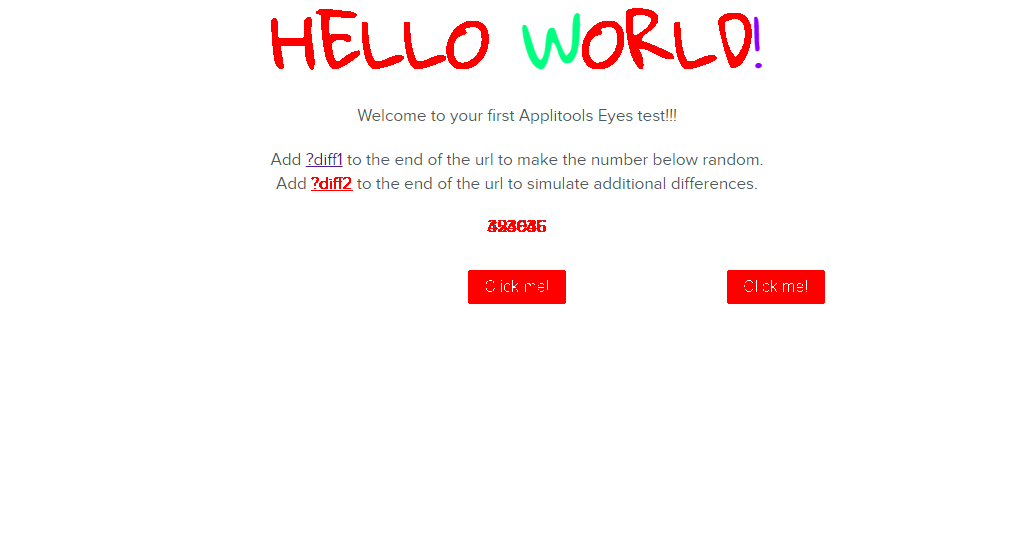 HELLO WORLD!
Welcome to your first Applitools Eyes test!!!
Add ?diff1 to the end of the url to make the number below random.
Add ?diff2 to the end of the url to simulate additional differences.
Click me! Click me!